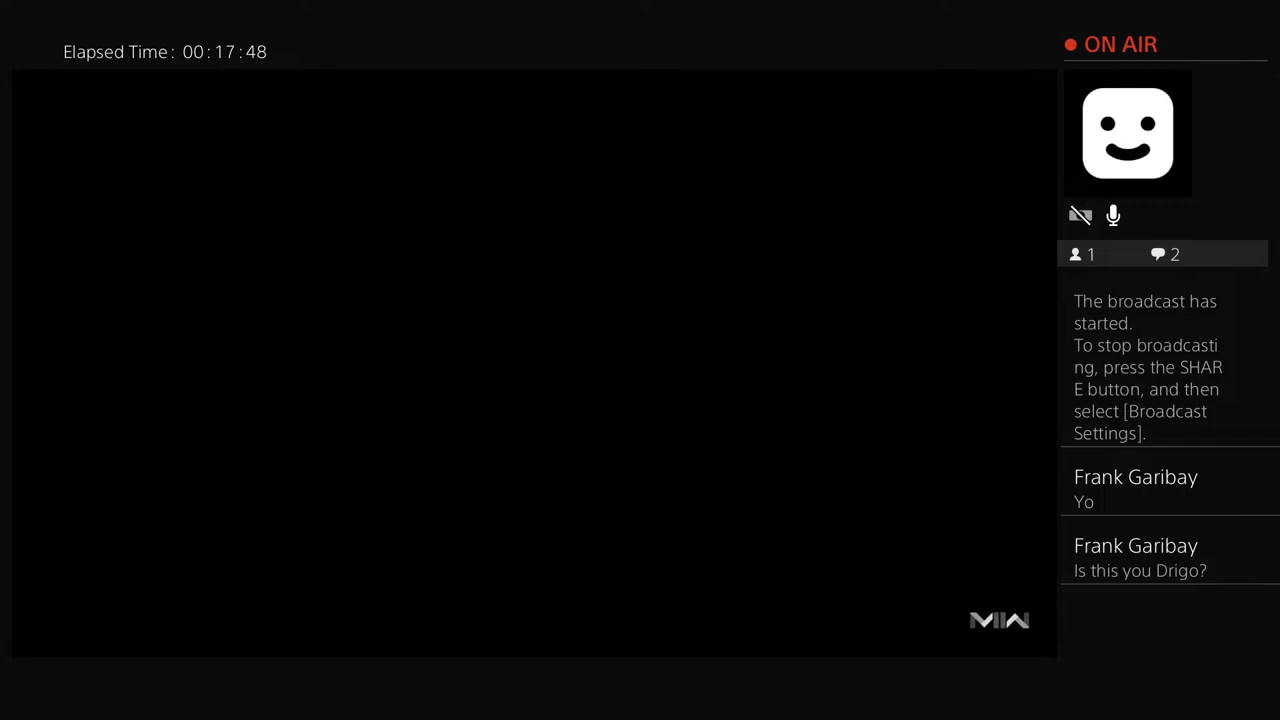 Elapsed Time: 00:17:48
ON AIR
1 2
The broadcast has
started.
To stop broadcasti
ng, press the SHAR
E button, and then
select [Broadcast
Settings].
Frank Garibay
Yo
Frank Garibay
Is this you Drigo?
MW